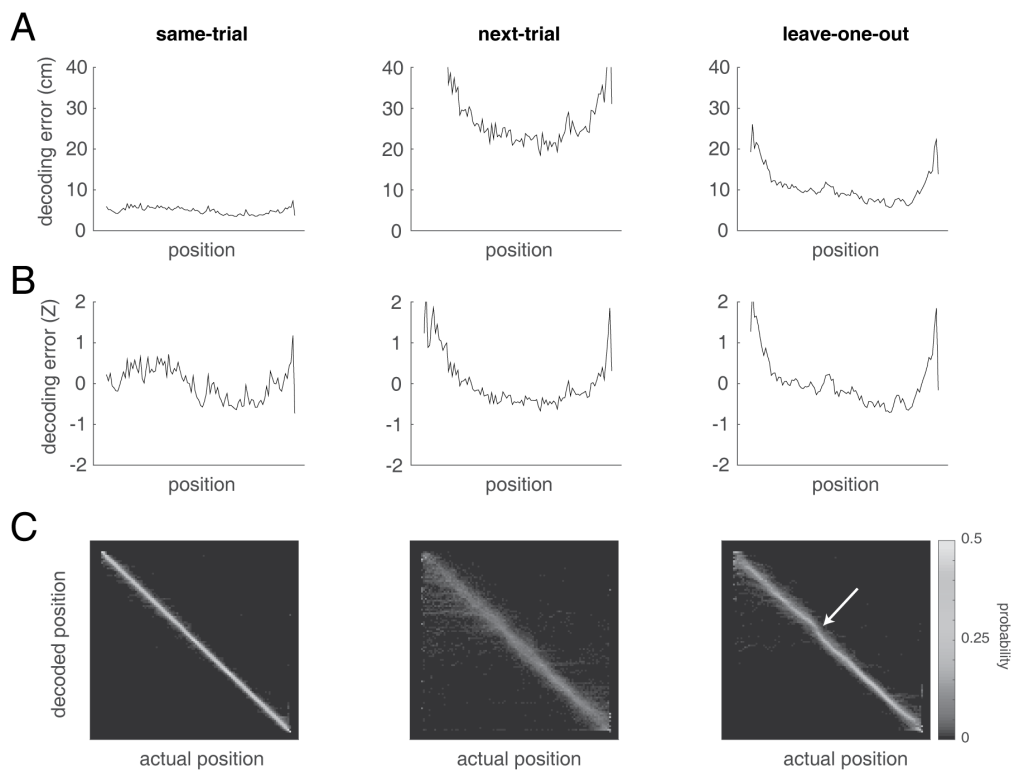 A
same-trial
next-trial
leave-one-out
decoding error (cm)
40
30
20
10
0
position
40
30
20
10
0
position
40
30
20
10
0
position
B
decoding error (Z)
2
1
0
-1
-2
position
2
1
0
-1
-2
position
2
1
0
-1
-2
position
C
decoded position
actual position
actual position
actual position
0.5
0.25
0
probability